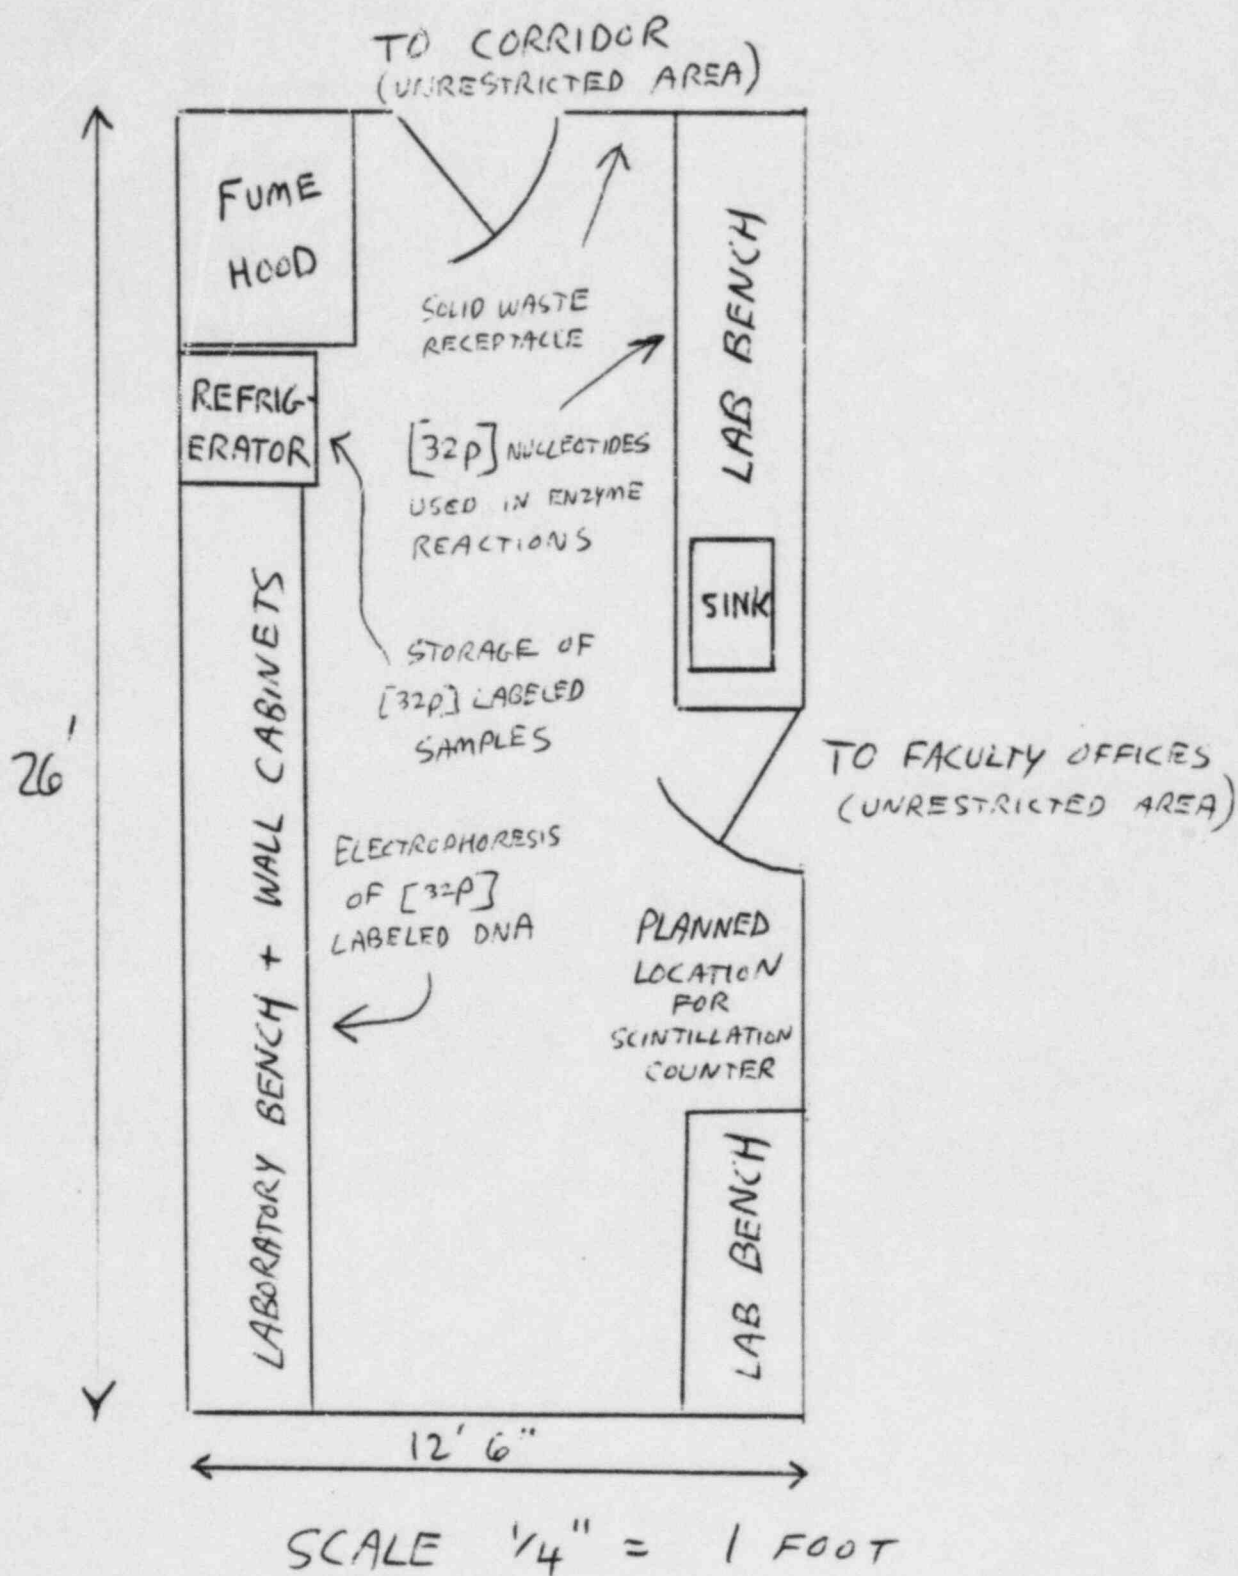 TO CORRIDOR
(UNRESTRICTED AREA)
FUME
HOOD
SOLID WASTE
RECEPTACLE
LAB BENCH
REFRIG-
ERATOR
[32P] NUCLEOTIDES
USED IN ENZYME
REACTIONS
SINK
STORAGE OF
[32P] LABELED
SAMPLES
LABORATORY BENCH + WALL CABINETS
26'
TO FACULTY OFFICES
(UNRESTRICTED AREA)
ELECTROPHORESIS
OF [32P]
LABELED DNA
PLANNED
LOCATION
FOR
SCINTILLATION
COUNTER
LAB BENCH
12' 6"
SCALE 1/4" = 1 FOOT